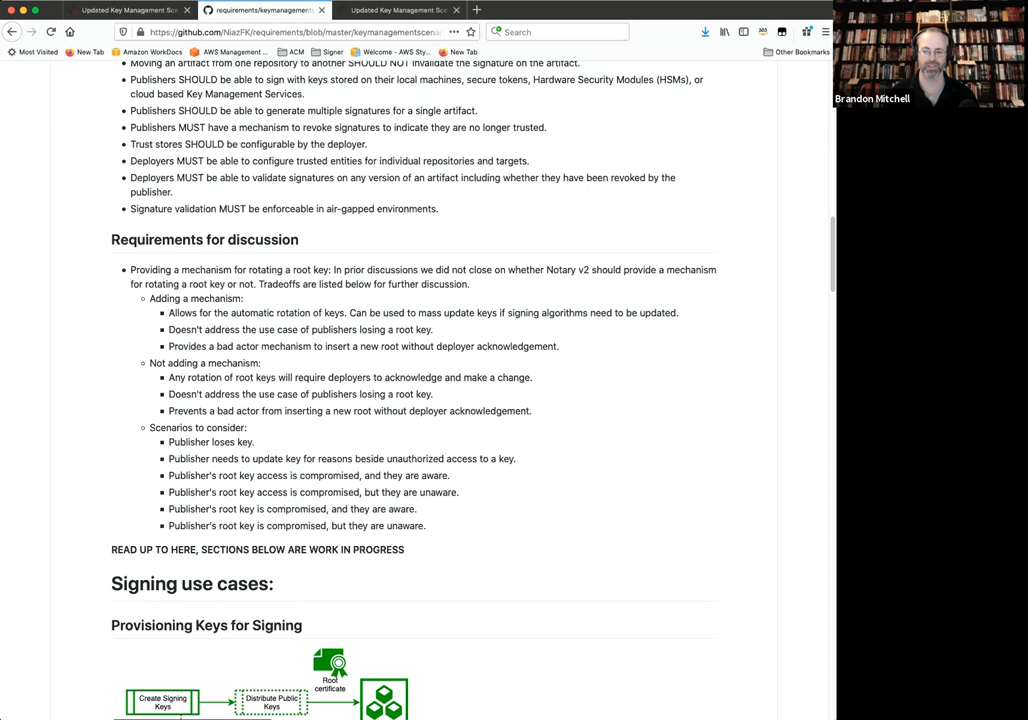 Updated Key Management Sce
requirements/keymanagements
Updated Key Management Sce
https://github.com/NiazFK/requirements/blob/master/keymanagementscena
Search
Most Visited
New Tab
Amazon WorkDocs
AWS Management ...
ACM
Signer
Welcome - AWS Sty...
New Tab
Other Bookmarks
Brandon Mitchell
• Moving an artifact from one repository to another SHOULD NOT invalidate the signature on the artifact.
• Publishers SHOULD be able to sign with keys stored on their local machines, secure tokens, Hardware Security Modules (HSMs), or
cloud based Key Management Services.
• Publishers SHOULD be able to generate multiple signatures for a single artifact.
• Publishers MUST have a mechanism to revoke signatures to indicate they are no longer trusted.
• Trust stores SHOULD be configurable by the deployer.
• Deployers MUST be able to configure trusted entities for individual repositories and targets.
• Deployers MUST be able to validate signatures on any version of an artifact including whether they have been revoked by the
publisher.
• Signature validation MUST be enforceable in air-gapped environments.
Requirements for discussion
• Providing a mechanism for rotating a root key: In prior discussions we did not close on whether Notary v2 should provide a mechanism
for rotating a root key or not. Tradeoffs are listed below for further discussion.
◦ Adding a mechanism:
▪ Allows for the automatic rotation of keys. Can be used to mass update keys if signing algorithms need to be updated.
▪ Doesn't address the use case of publishers losing a root key.
▪ Provides a bad actor mechanism to insert a new root without deployer acknowledgement.
◦ Not adding a mechanism:
▪ Any rotation of root keys will require deployers to acknowledge and make a change.
▪ Doesn't address the use case of publishers losing a root key.
▪ Prevents a bad actor from inserting a new root without deployer acknowledgement.
◦ Scenarios to consider:
▪ Publisher loses key.
▪ Publisher needs to update key for reasons beside unauthorized access to a key.
▪ Publisher's root key access is compromised, and they are aware.
▪ Publisher's root key access is compromised, but they are unaware.
▪ Publisher's root key is compromised, and they are aware.
▪ Publisher's root key is compromised, but they are unaware.
READ UP TO HERE, SECTIONS BELOW ARE WORK IN PROGRESS
Signing use cases:
Provisioning Keys for Signing
Root
certificate
Create Signing
Keys
Distribute Public
Keys